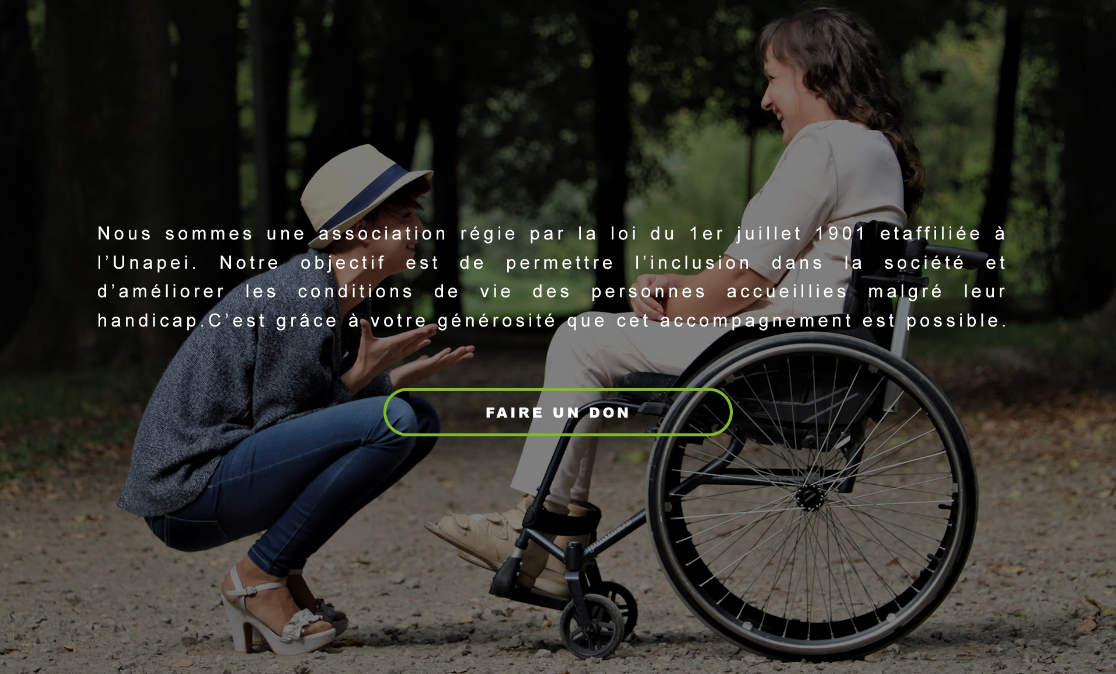 Nous sommes une association régie par la loi du 1er juillet 1901 etaffiliée à
l’Unapei. Notre objectif est de permettre l’inclusion dans la société et
d’améliorer les conditions de vie des personnes accueillies malgré leur
handicap.C’est grâce à votre générosité que cet accompagnement est possible.
FAIRE UN DON